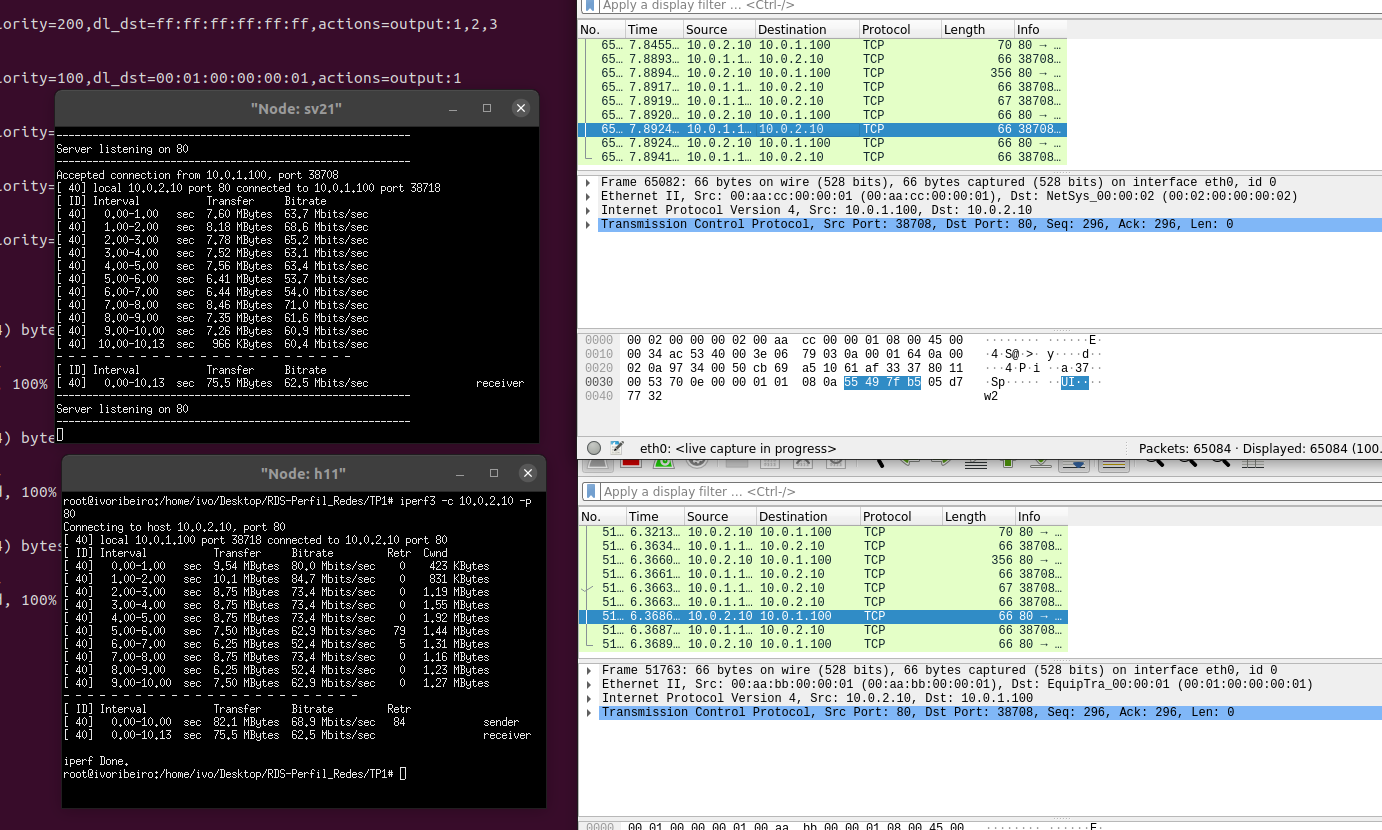 iority=200,dl_dst=ff:ff:ff:ff:ff:ff,actions=output:1,2,3
iority=100,dl_dst=00:01:00:00:00:01,actions=output:1
iority=
iority=
iority=
) byte
100%
) byte
, 100%
) bytes
d, 100%
"Node: sv21"
-----------------------------------------------------------
Server listening on 80
-----------------------------------------------------------
Accepted connection from 10.0.1.100, port 38708
[ 40] local 10.0.2.10 port 80 connected to 10.0.1.100 port 38718
[ ID] Interval Transfer Bitrate
[ 40] 0.00-1.00 sec 7.60 MBytes 63.7 Mbits/sec
[ 40] 1.00-2.00 sec 8.18 MBytes 68.6 Mbits/sec
[ 40] 2.00-3.00 sec 7.78 MBytes 65.2 Mbits/sec
[ 40] 3.00-4.00 sec 7.52 MBytes 63.1 Mbits/sec
[ 40] 4.00-5.00 sec 7.56 MBytes 63.4 Mbits/sec
[ 40] 5.00-6.00 sec 6.41 MBytes 53.7 Mbits/sec
[ 40] 6.00-7.00 sec 6.44 MBytes 54.0 Mbits/sec
[ 40] 7.00-8.00 sec 8.46 MBytes 71.0 Mbits/sec
[ 40] 8.00-9.00 sec 7.35 MBytes 61.6 Mbits/sec
[ 40] 9.00-10.00 sec 7.26 MBytes 60.9 Mbits/sec
[ 40] 10.00-10.13 sec 966 KBytes 60.4 Mbits/sec
- - - - - - - - - - - - - - - - - - - - - - - - -
[ ID] Interval Transfer Bitrate
[ 40] 0.00-10.13 sec 75.5 MBytes 62.5 Mbits/sec receiver
-----------------------------------------------------------
Server listening on 80
-----------------------------------------------------------
"Node: h11"
root@ivoribeiro:/home/ivo/Desktop/RDS-Perfil_Redes/TP1# iperf3 -c 10.0.2.10 -p
80
Connecting to host 10.0.2.10, port 80
[ 40] local 10.0.1.100 port 38718 connected to 10.0.2.10 port 80
[ ID] Interval Transfer Bitrate Retr Cwnd
[ 40] 0.00-1.00 sec 9.54 MBytes 80.0 Mbits/sec 0 423 KBytes
[ 40] 1.00-2.00 sec 10.1 MBytes 84.7 Mbits/sec 0 831 KBytes
[ 40] 2.00-3.00 sec 8.75 MBytes 73.4 Mbits/sec 0 1.19 MBytes
[ 40] 3.00-4.00 sec 8.75 MBytes 73.4 Mbits/sec 0 1.55 MBytes
[ 40] 4.00-5.00 sec 8.75 MBytes 73.4 Mbits/sec 0 1.92 MBytes
[ 40] 5.00-6.00 sec 7.50 MBytes 62.9 Mbits/sec 79 1.44 MBytes
[ 40] 6.00-7.00 sec 6.25 MBytes 52.4 Mbits/sec 5 1.31 MBytes
[ 40] 7.00-8.00 sec 8.75 MBytes 73.4 Mbits/sec 0 1.16 MBytes
[ 40] 8.00-9.00 sec 6.25 MBytes 52.4 Mbits/sec 0 1.23 MBytes
[ 40] 9.00-10.00 sec 7.50 MBytes 62.9 Mbits/sec 0 1.27 MBytes
- - - - - - - - - - - - - - - - - - - - - - - - -
[ ID] Interval Transfer Bitrate Retr
[ 40] 0.00-10.00 sec 82.1 MBytes 68.9 Mbits/sec 84 sender
[ 40] 0.00-10.13 sec 75.5 MBytes 62.5 Mbits/sec receiver
iperf Done.
root@ivoribeiro:/home/ivo/Desktop/RDS-Perfil_Redes/TP1#
Apply a display filter ... <Ctrl-/>
No. Time Source Destination Protocol Length Info
65… 7.8455… 10.0.2.10 10.0.1.100 TCP 70 80 → …
65… 7.8893… 10.0.1.1… 10.0.2.10 TCP 66 38708…
65… 7.8894… 10.0.2.10 10.0.1.100 TCP 356 80 → …
65… 7.8917… 10.0.1.1… 10.0.2.10 TCP 66 38708…
65… 7.8919… 10.0.1.1… 10.0.2.10 TCP 67 38708…
65… 7.8920… 10.0.2.10 10.0.1.100 TCP 66 80 → …
65… 7.8924… 10.0.1.1… 10.0.2.10 TCP 66 38708…
65… 7.8924… 10.0.2.10 10.0.1.100 TCP 66 80 → …
65… 7.8941… 10.0.1.1… 10.0.2.10 TCP 66 38708…
Frame 65082: 66 bytes on wire (528 bits), 66 bytes captured (528 bits) on interface eth0, id 0
Ethernet II, Src: 00:aa:cc:00:00:01 (00:aa:cc:00:00:01), Dst: NetSys_00:00:02 (00:02:00:00:00:02)
Internet Protocol Version 4, Src: 10.0.1.100, Dst: 10.0.2.10
Transmission Control Protocol, Src Port: 38708, Dst Port: 80, Seq: 296, Ack: 296, Len: 0
0000 00 02 00 00 00 02 00 aa cc 00 00 01 08 00 45 00 ········ ······E·
0010 00 34 ac 53 40 00 3e 06 79 03 0a 00 01 64 0a 00 ·4·S@·>· y····d··
0020 02 0a 97 34 00 50 cb 69 a5 10 61 af 33 37 80 11 ···4·P·i ··a·37··
0030 00 53 70 0e 00 00 01 01 08 0a 55 49 7f b5 05 d7 ·Sp····· ··UI····
0040 77 32 w2
eth0: <live capture in progress> Packets: 65084 · Displayed: 65084 (100.
Apply a display filter ... <Ctrl-/>
No. Time Source Destination Protocol Length Info
51… 6.3213… 10.0.2.10 10.0.1.100 TCP 70 80 → …
51… 6.3634… 10.0.1.1… 10.0.2.10 TCP 66 38708…
51… 6.3660… 10.0.2.10 10.0.1.100 TCP 356 80 → …
51… 6.3661… 10.0.1.1… 10.0.2.10 TCP 66 38708…
51… 6.3663… 10.0.1.1… 10.0.2.10 TCP 67 38708…
51… 6.3663… 10.0.1.1… 10.0.2.10 TCP 66 38708…
51… 6.3686… 10.0.2.10 10.0.1.100 TCP 66 80 → …
51… 6.3687… 10.0.1.1… 10.0.2.10 TCP 66 38708…
51… 6.3689… 10.0.2.10 10.0.1.100 TCP 66 80 → …
Frame 51763: 66 bytes on wire (528 bits), 66 bytes captured (528 bits) on interface eth0, id 0
Ethernet II, Src: 00:aa:bb:00:00:01 (00:aa:bb:00:00:01), Dst: EquipTra_00:00:01 (00:01:00:00:00:01)
Internet Protocol Version 4, Src: 10.0.2.10, Dst: 10.0.1.100
Transmission Control Protocol, Src Port: 80, Dst Port: 38708, Seq: 296, Ack: 296, Len: 0
0000 00 01 00 00 00 01 00 aa bb 00 00 01 08 00 45 00 ········ ······E·